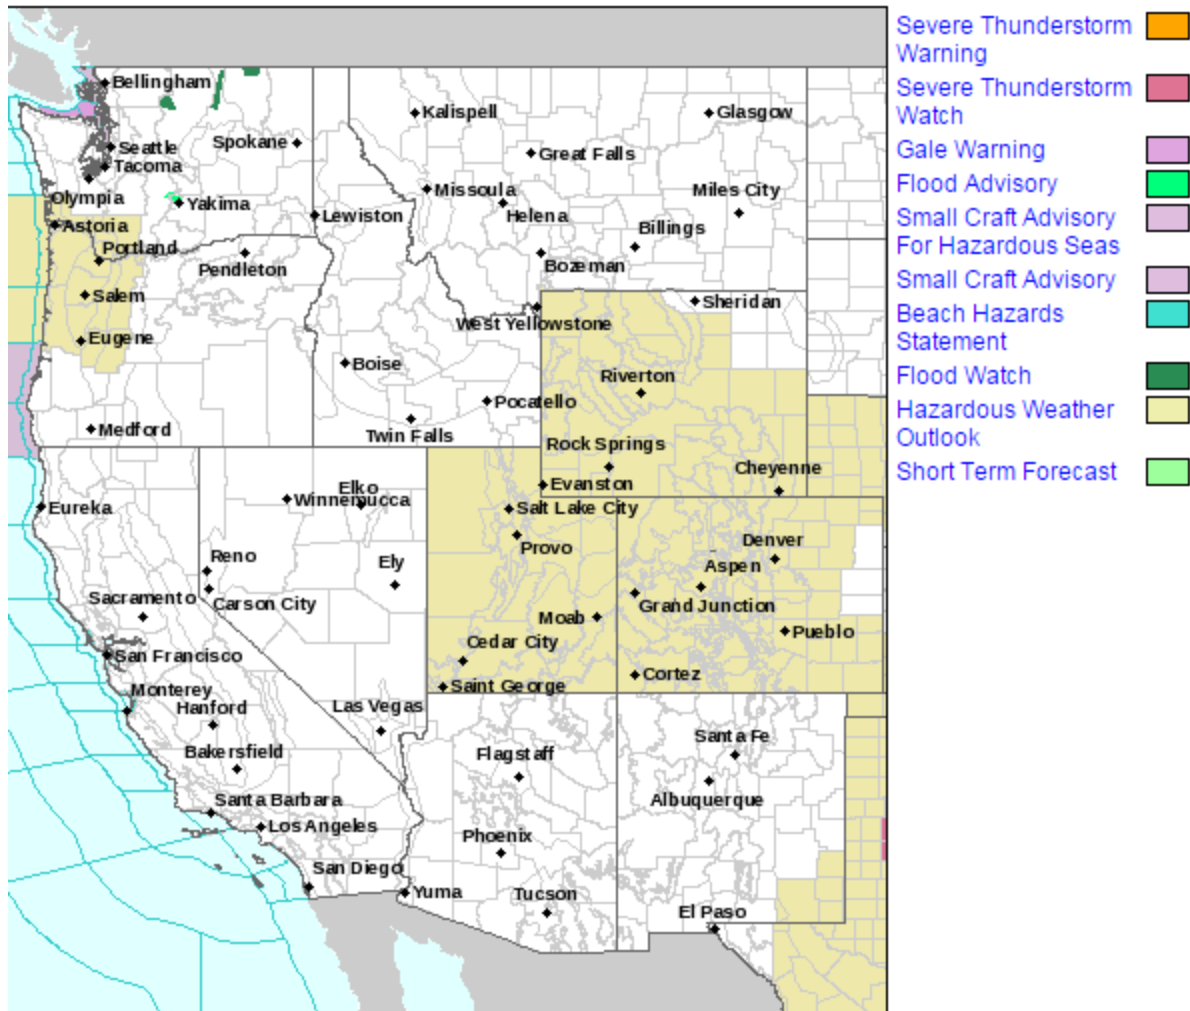 Bellingham
Kalispell
Glasgow
Seattle
Spokane
Great Falls
Tacoma
Missoula
Miles City
Olympia
Yakima
Lewiston
Helena
Astoria
Billings
Portland
Pendleton
Bozeman
Salem
Sheridan
West Yellowstone
Eugene
Boise
Riverton
Pocatello
Medford
Twin Falls
Rock Springs
Cheyenne
Elko
Evanston
Winnemucca
Eureka
Salt Lake City
Denver
Provo
Reno
Ely
Aspen
Sacramento
Carson City
Grand Junction
Moab
Pueblo
Cedar City
San Francisco
Cortez
Saint George
Monterey
Hanford
Las Vegas
Santa Fe
Bakersfield
Flagstaff
Santa Barbara
Albuquerque
Los Angeles
Phoenix
San Diego
Yuma
Tucson
El Paso
Severe Thunderstorm
Warning
Severe Thunderstorm
Watch
Gale Warning
Flood Advisory
Small Craft Advisory
For Hazardous Seas
Small Craft Advisory
Beach Hazards
Statement
Flood Watch
Hazardous Weather
Outlook
Short Term Forecast